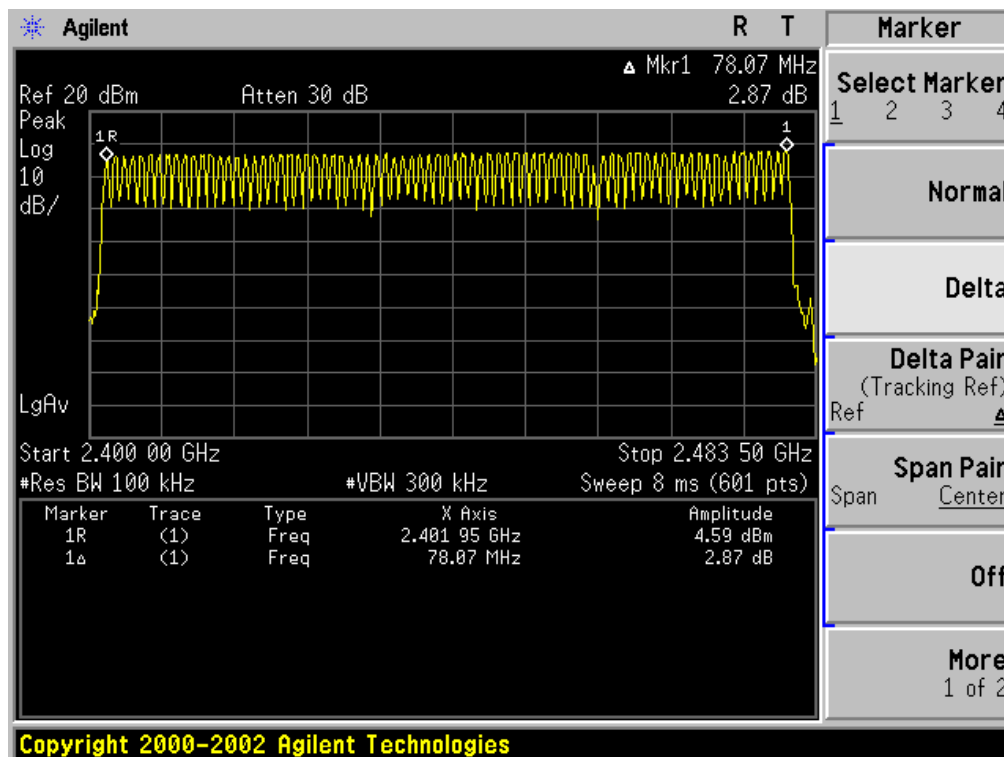 Agilent R T
Δ Mkr1 78.07 MHz
Ref 20 dBm Atten 30 dB 2.87 dB
Peak
Log
10
dB/
1R
1
LgAv
Start 2.400 00 GHz Stop 2.483 50 GHz
#Res BW 100 kHz #VBW 300 kHz Sweep 8 ms (601 pts)
Marker Trace Type X Axis Amplitude
1R (1) Freq 2.401 95 GHz 4.59 dBm
1Δ (1) Freq 78.07 MHz 2.87 dB
Marker
Select Marker
1 2 3 4
Normal
Delta
Delta Pair
(Tracking Ref)
Ref Δ
Span Pair
Span Center
Off
More
1 of 2
Copyright 2000-2002 Agilent Technologies